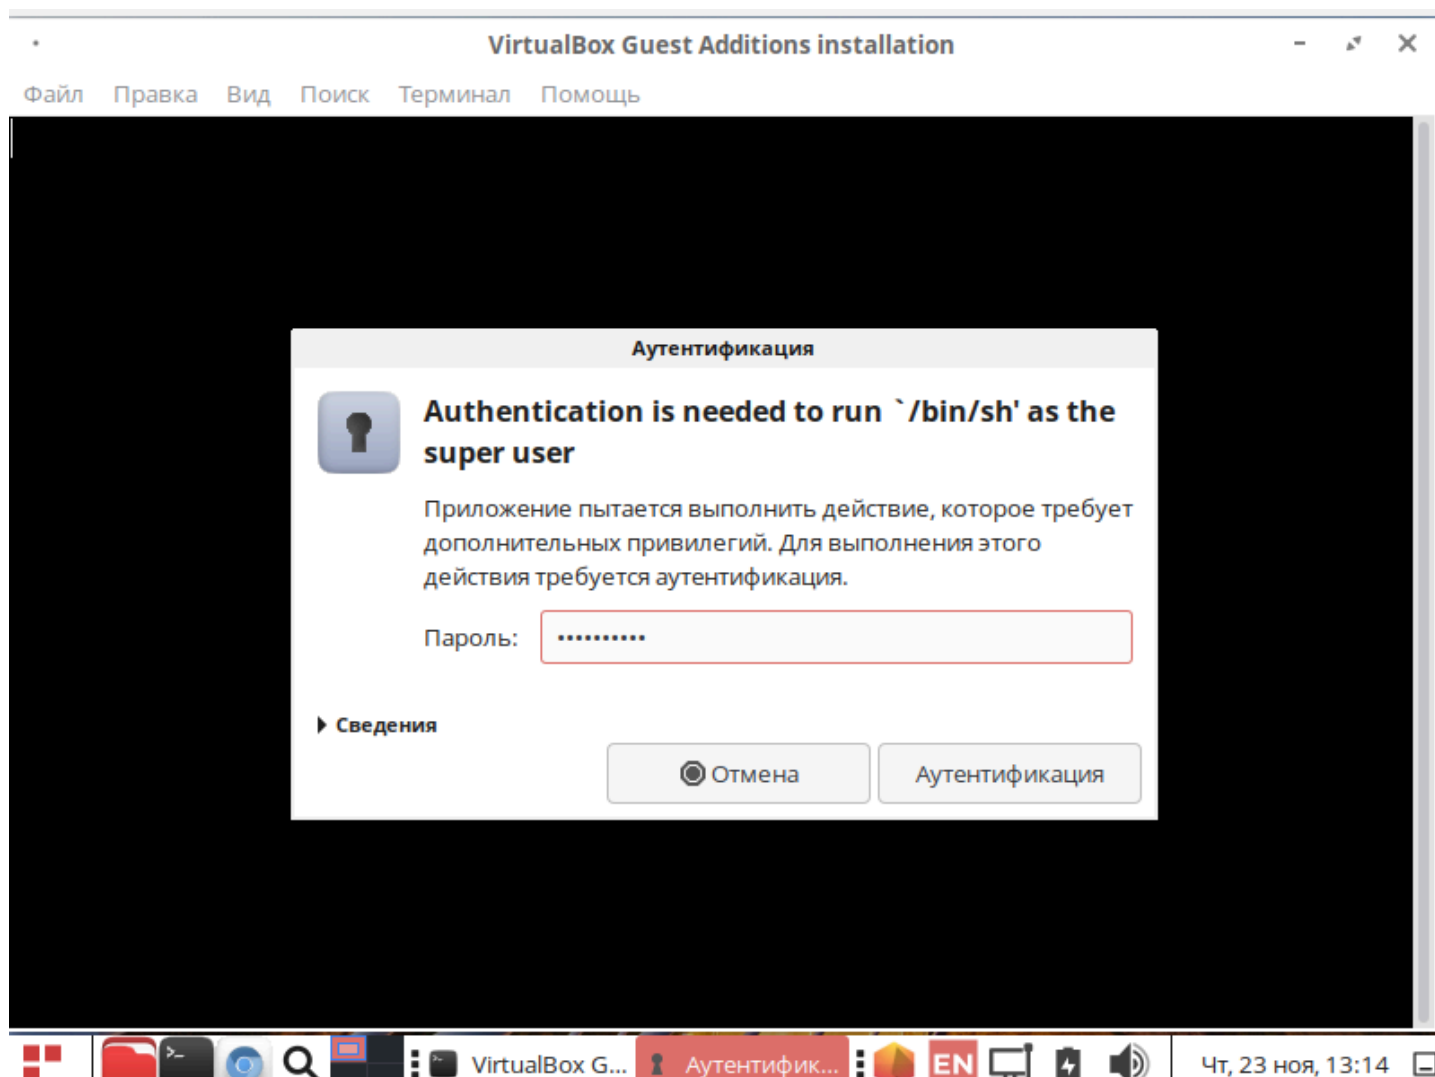 VirtualBox Guest Additions installation
Файл Правка Вид Поиск Терминал Помощь
Аутентификация
Authentication is needed to run `/bin/sh' as the
super user
Приложение пытается выполнить действие, которое требует
дополнительных привилегий. Для выполнения этого
действия требуется аутентификация.
Пароль: ••••••••••
Сведения
Отмена Аутентификация
VirtualBox G... Аутентифик... EN Чт, 23 ноя, 13:14